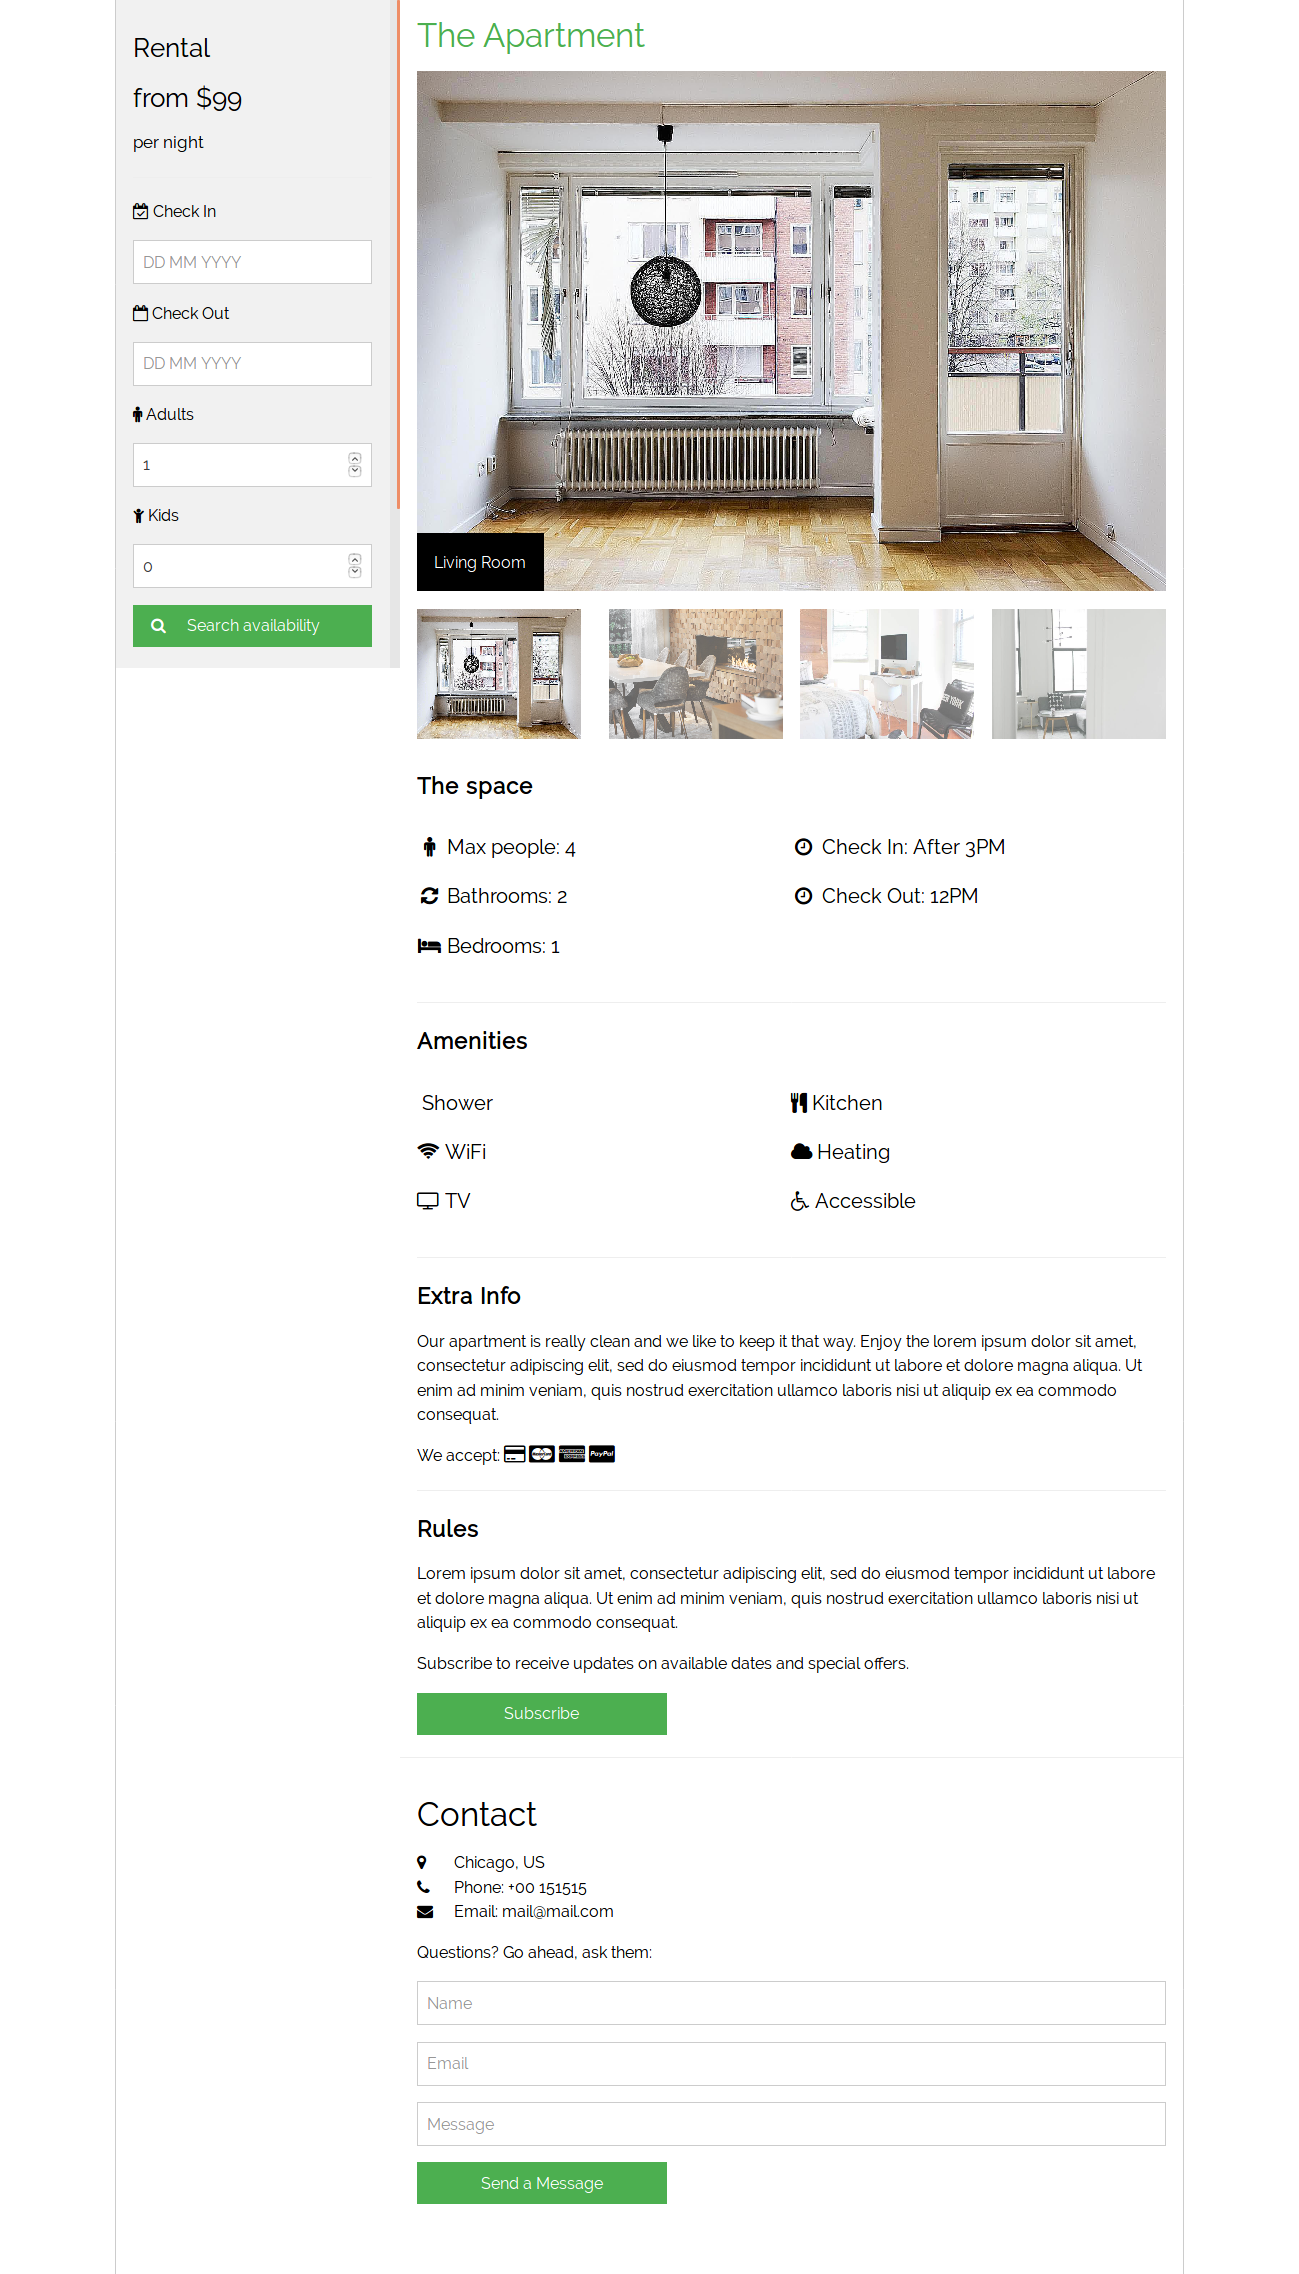 Rental
from $99
per night
Check In
DD MM YYYY
Check Out
DD MM YYYY
Adults
1
Kids
0
Search availability
The Apartment
Living Room
The space
Max people: 4
Check In: After 3PM
Bathrooms: 2
Check Out: 12PM
Bedrooms: 1
Amenities
Shower
Kitchen
WiFi
Heating
TV
Accessible
Extra Info
Our apartment is really clean and we like to keep it that way. Enjoy the lorem ipsum dolor sit amet,
consectetur adipiscing elit, sed do eiusmod tempor incididunt ut labore et dolore magna aliqua. Ut
enim ad minim veniam, quis nostrud exercitation ullamco laboris nisi ut aliquip ex ea commodo
consequat.
We accept: MasterCard AMERICAN EXPRESS PayPal
Rules
Lorem ipsum dolor sit amet, consectetur adipiscing elit, sed do eiusmod tempor incididunt ut labore
et dolore magna aliqua. Ut enim ad minim veniam, quis nostrud exercitation ullamco laboris nisi ut
aliquip ex ea commodo consequat.
Subscribe to receive updates on available dates and special offers.
Subscribe
Contact
Chicago, US
Phone: +00 151515
Email: mail@mail.com
Questions? Go ahead, ask them:
Name
Email
Message
Send a Message